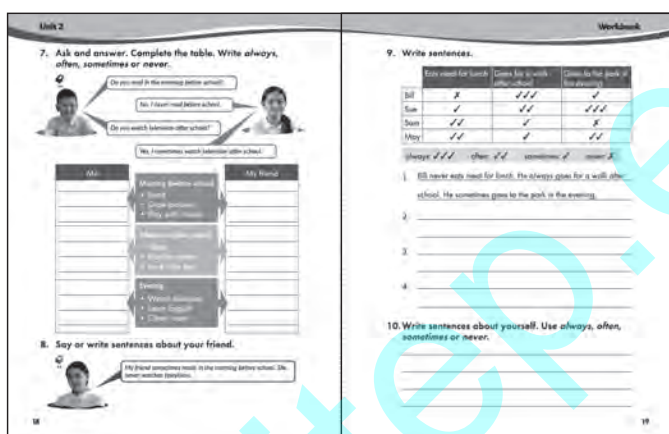 Unit 2
7. Ask and answer. Complete the table. Write always,
often, sometimes or never.
Do you read in the morning before school?
No, I never read before school.
Do you watch television after school?
Yes, I sometimes watch television after school.
Me
My friend
Morning (before school)
• Read
• Play with
Evening
• Watch television
• Learn English
• Clean room
8. Say or write sentences about your friend.
My friend sometimes reads in the morning before school. She
never watches television.
18
Workbook
9. Write sentences.
Eats meat for lunch
Goes for a walk after school
Goes to the park in the evening
Bill ✗ ✓✓✓ ✓
Sue ✓ ✓✓ ✓✓✓
Sam ✓✓ ✓ ✗
May ✓✓ ✓ ✓✓
always ✓✓✓ often ✓✓ sometimes ✓ never ✗
1. Bill never eats meat for lunch. He always goes for a walk after
school. He sometimes goes to the park in the evening.
2.
3.
4.
10. Write sentences about yourself. Use always, often,
sometimes or never.
19